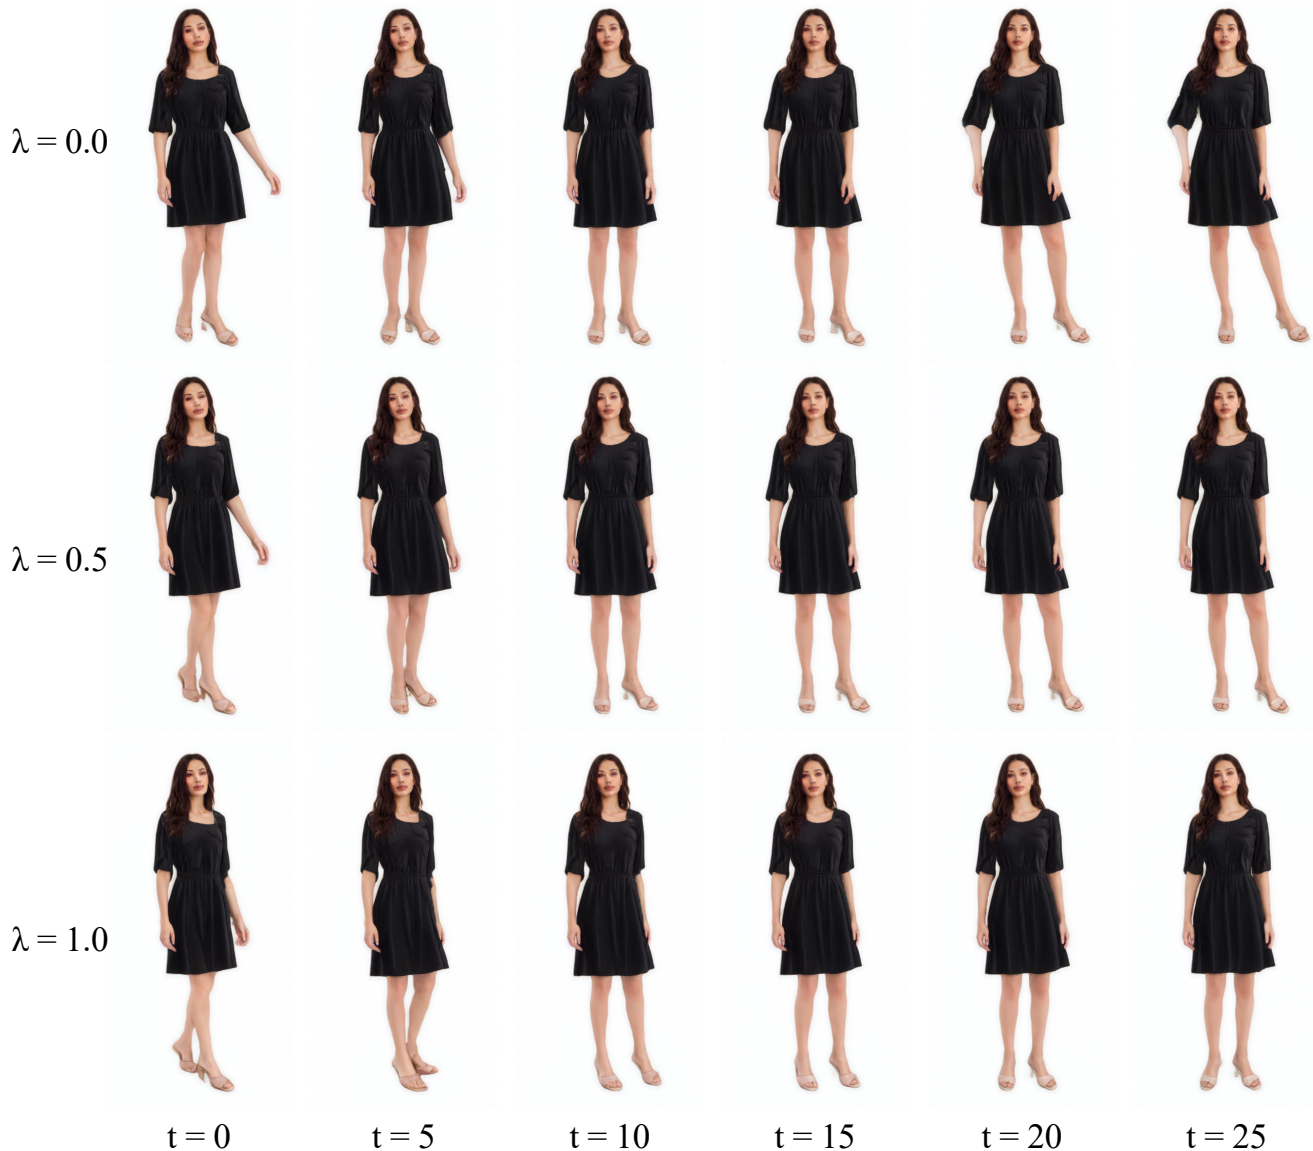 λ = 0.0
λ = 0.5
λ = 1.0
t = 0 t = 5 t = 10 t = 15 t = 20 t = 25